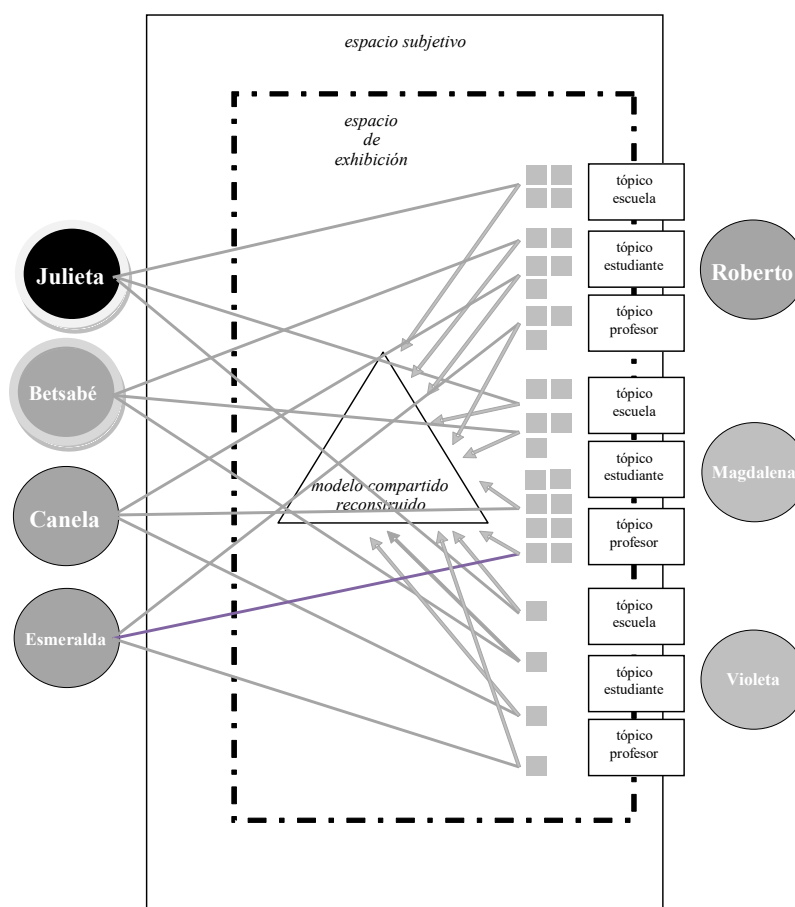 espacio subjetivo
espacio
de
exhibición
tópico
escuela
tópico
estudiante
tópico
profesor
Julieta
Roberto
Betsabé
tópico
escuela
tópico
estudiante
tópico
profesor
Magdalena
modelo compartido
reconstruido
Canela
Esmeralda
tópico
escuela
tópico
estudiante
tópico
profesor
Violeta